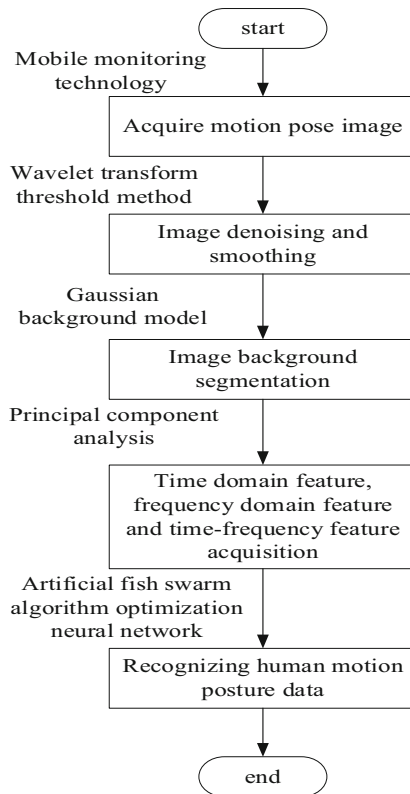 start
Mobile monitoring
technology
Acquire motion pose image
Wavelet transform
threshold method
Image denoising and
smoothing
Gaussian
background model
Image background
segmentation
Principal component
analysis
Time domain feature,
frequency domain feature
and time-frequency feature
acquisition
Artificial fish swarm
algorithm optimization
neural network
Recognizing human motion
posture data
end